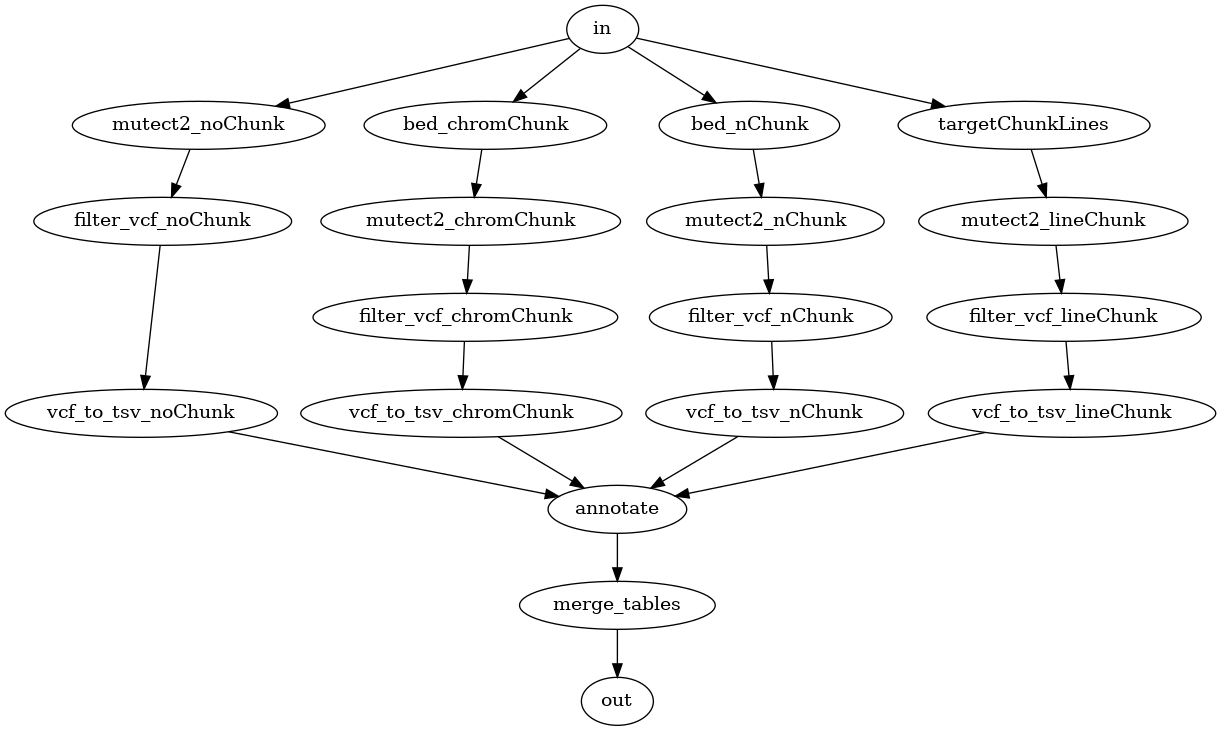 in
mutect2_noChunk
bed_chromChunk
bed_nChunk
targetChunkLines
filter_vcf_noChunk
mutect2_chromChunk
mutect2_nChunk
mutect2_lineChunk
filter_vcf_chromChunk
filter_vcf_nChunk
filter_vcf_lineChunk
vcf_to_tsv_noChunk
vcf_to_tsv_chromChunk
vcf_to_tsv_nChunk
vcf_to_tsv_lineChunk
annotate
merge_tables
out